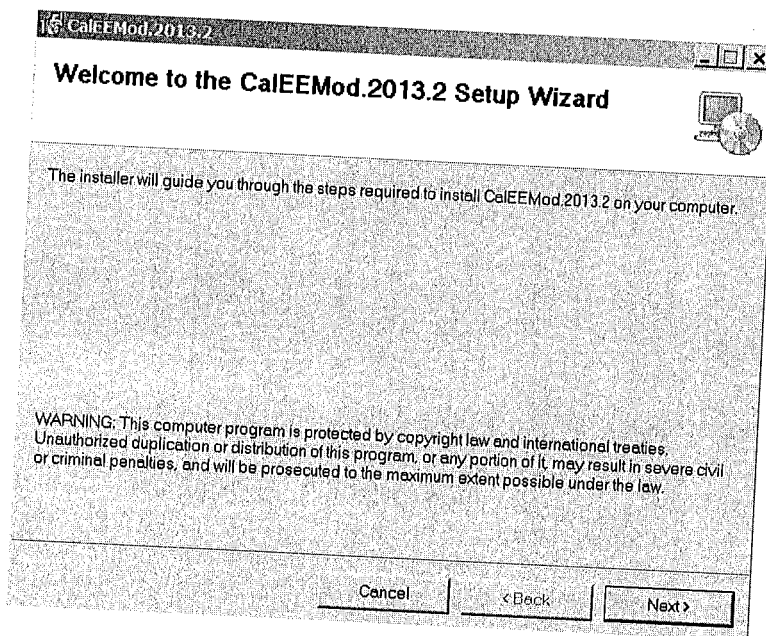 CalEEMod.2013.2
Welcome to the CalEEMod.2013.2 Setup Wizard
The installer will guide you through the steps required to install CalEEMod.2013.2 on your computer.
WARNING: This computer program is protected by copyright law and international treaties.
Unauthorized duplication or distribution of this program, or any portion of it, may result in severe civil
or criminal penalties, and will be prosecuted to the maximum extent possible under the law.
Cancel
< Back
Next >